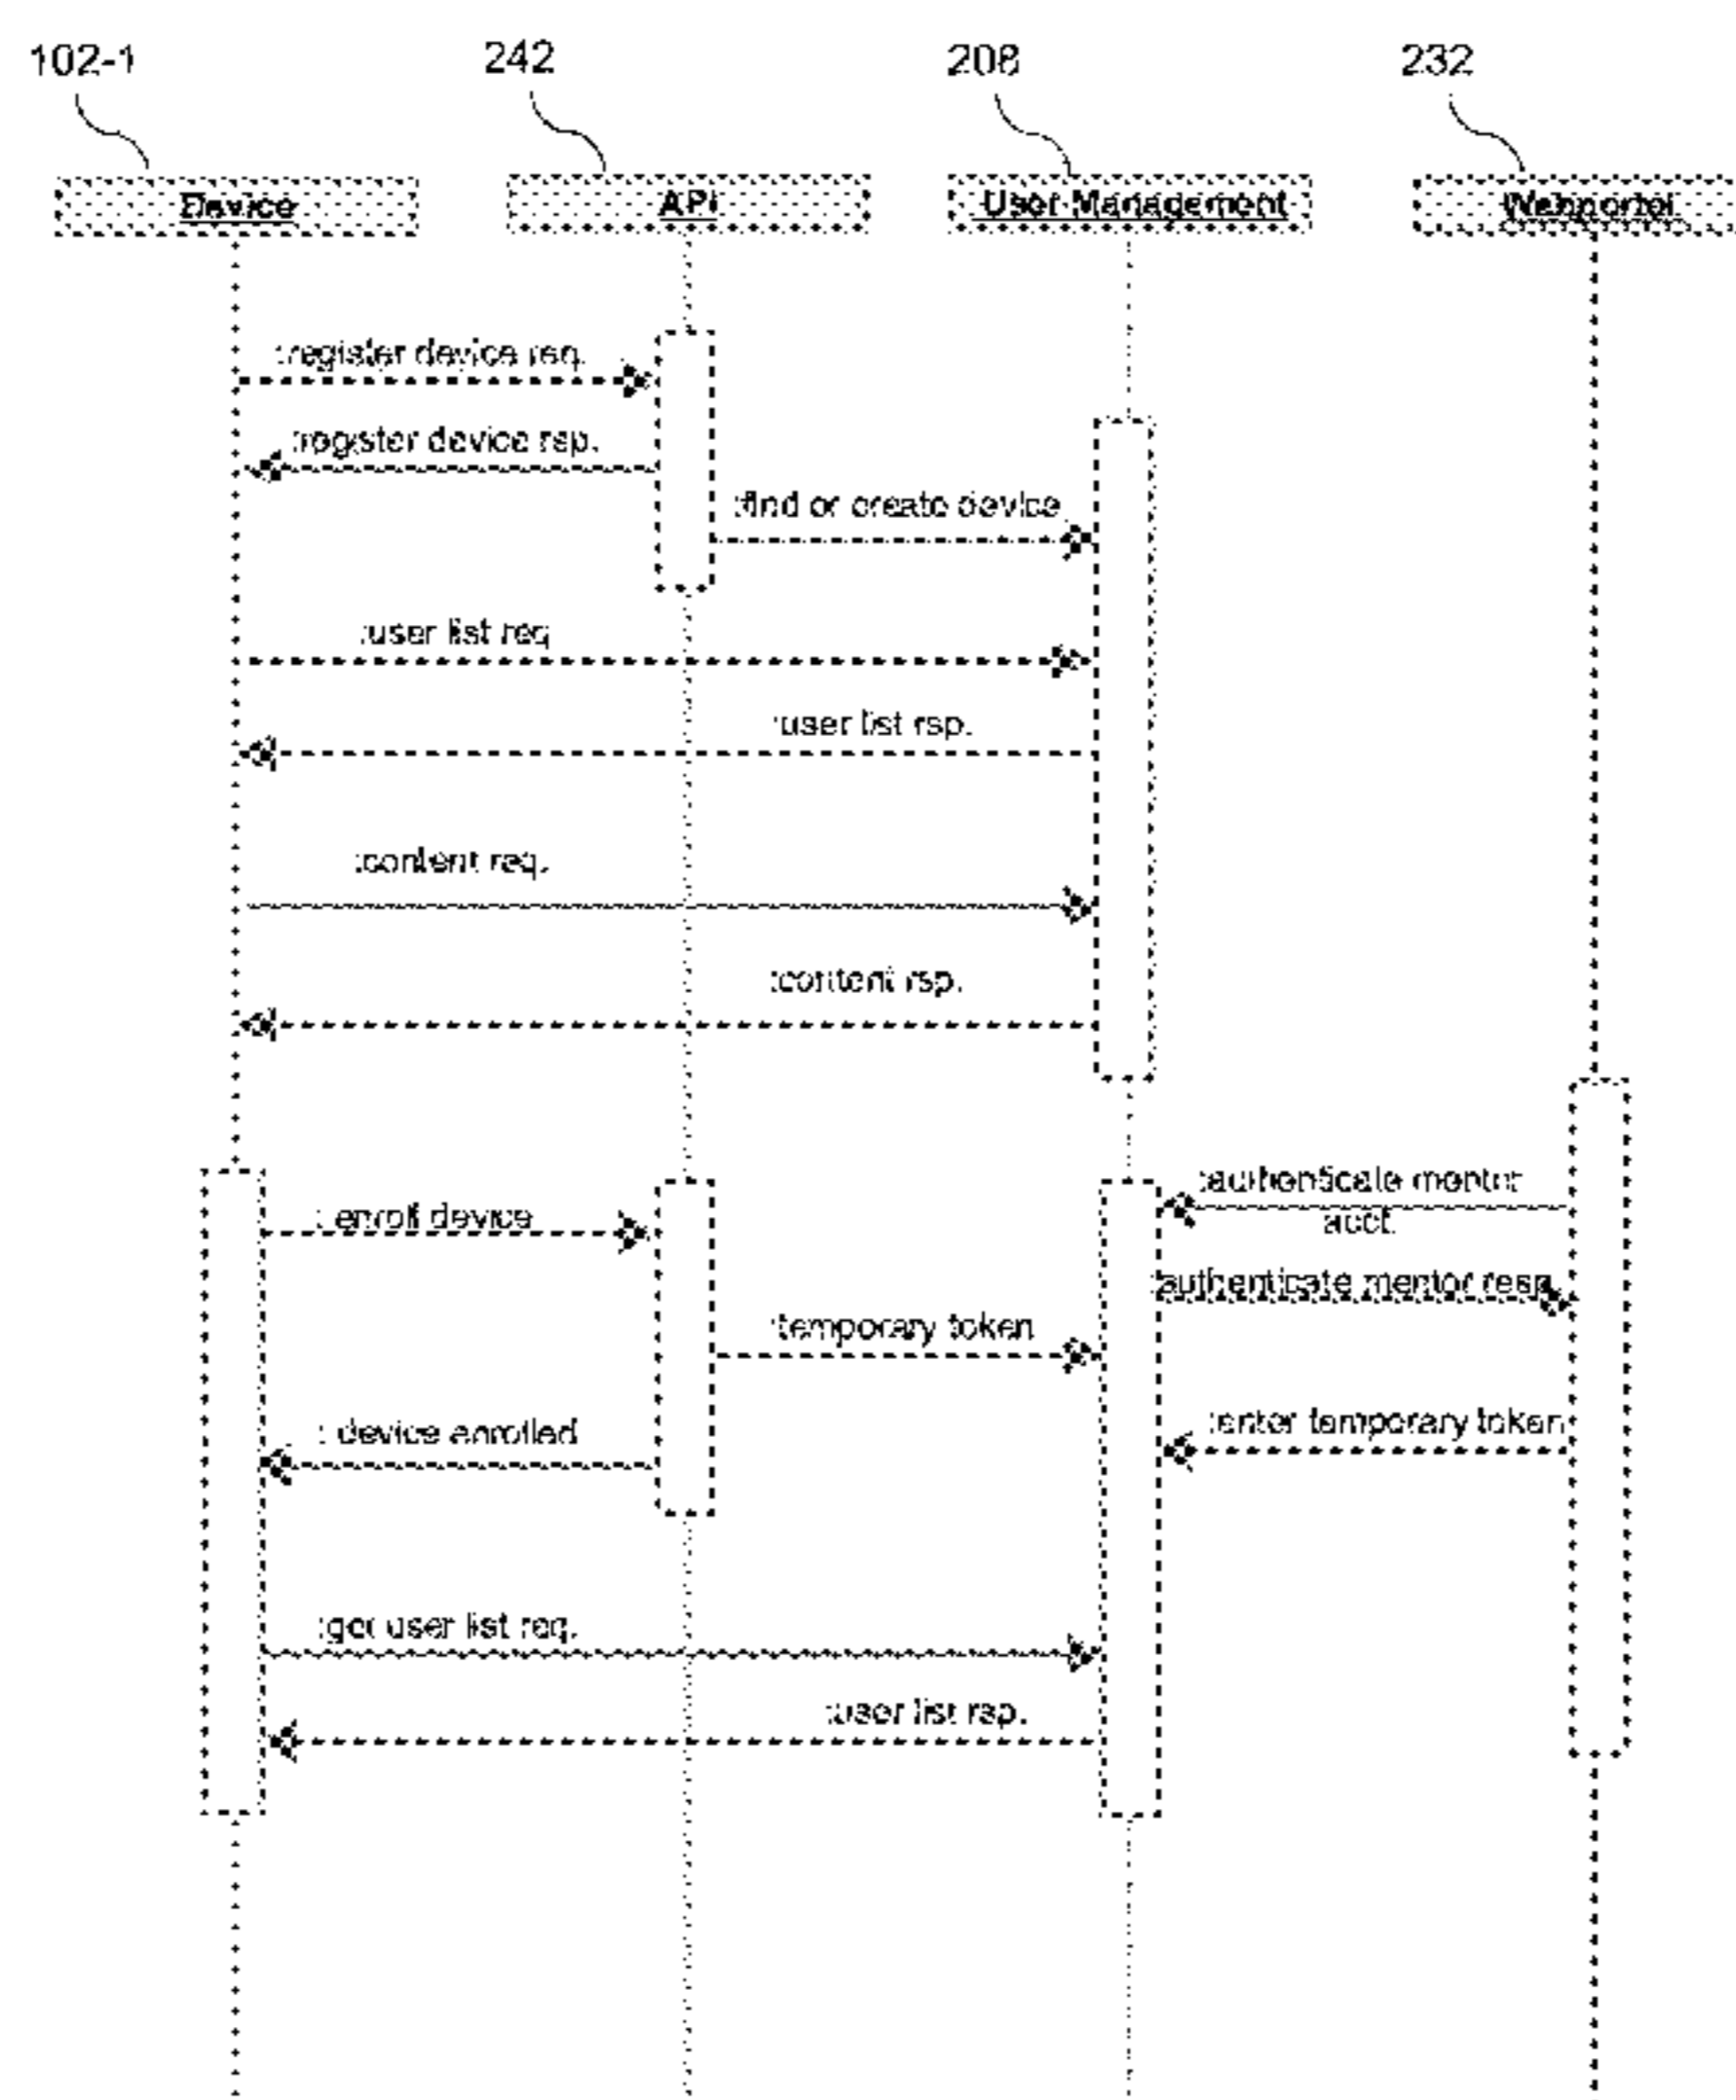 102-1
242
208
232
Device
API
User Management
Webportal
:register device req.
:register device rsp.
:find or create device
:user list req
:user list rsp.
:content req.
:content rsp.
:authenticate mentor
acct.
: enroll device
:authenticate mentor resp.
:temporary token
:enter temporary token
: device enrolled
:get user list req.
:user list rsp.